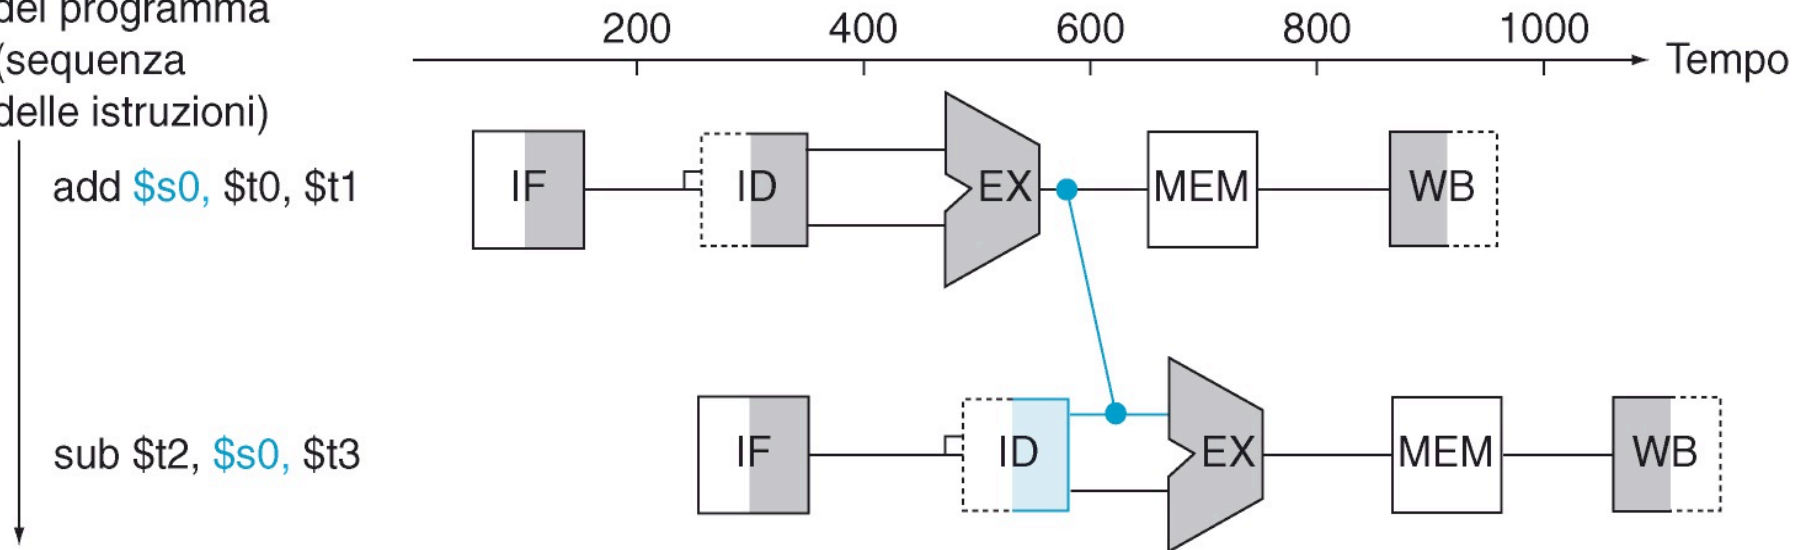 del programma
(sequenza
delle istruzioni)
200 400 600 800 1000
Tempo
add $s0, $t0, $t1
IF ID EX MEM WB
sub $t2, $s0, $t3
IF ID EX MEM WB